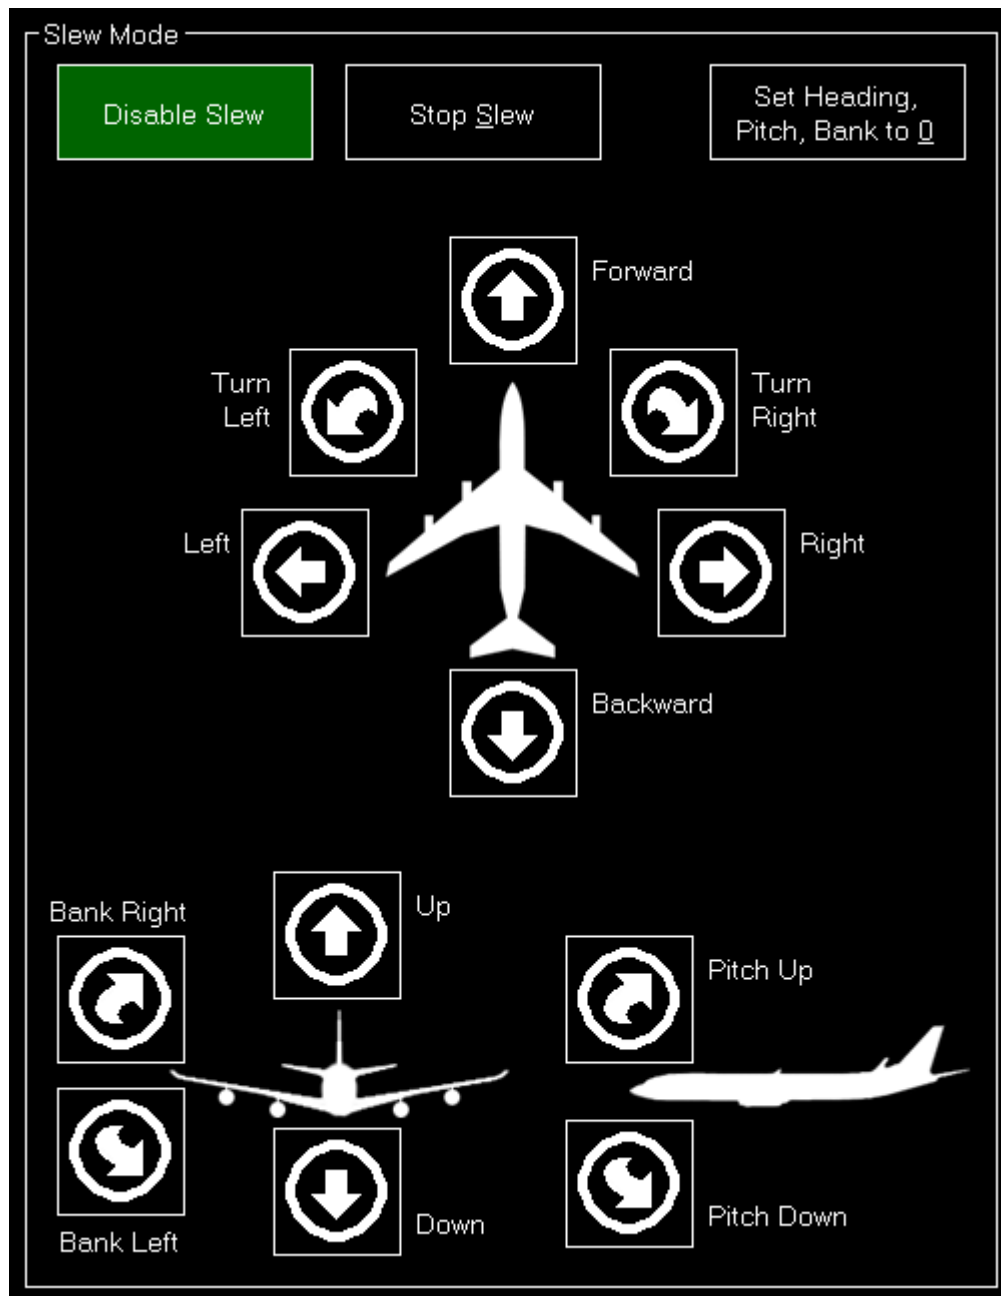 Slew Mode
Disable Slew
Stop Slew
Set Heading,
Pitch, Bank to 0
Forward
Turn
Left
Turn
Right
Left
Right
Backward
Bank Right
Up
Pitch Up
Bank Left
Down
Pitch Down